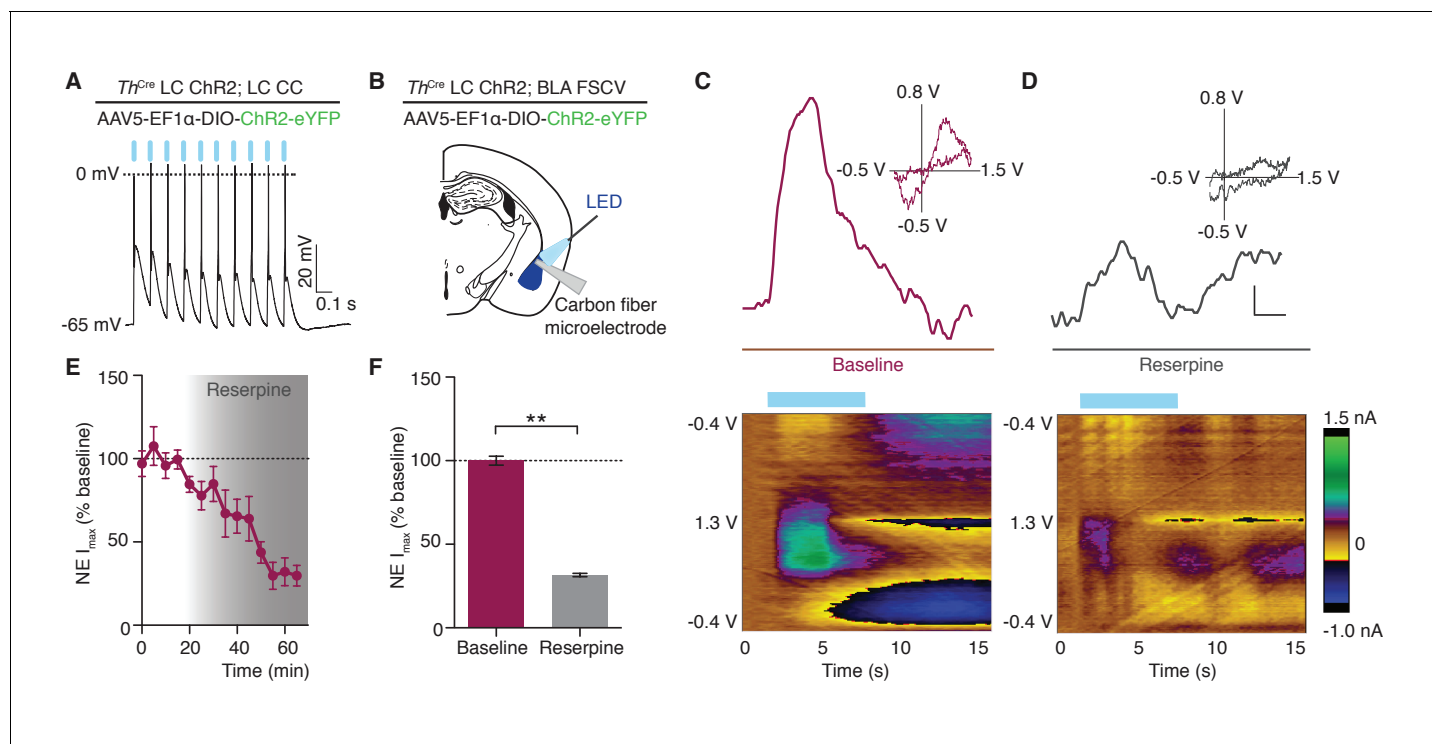 A
Th^Cre LC ChR2; LC CC
AAV5-EF1α-DIO-ChR2-eYFP
0 mV
-65 mV
20 mV
0.1 s
B
Th^Cre LC ChR2; BLA FSCV
AAV5-EF1α-DIO-ChR2-eYFP
LED
Carbon fiber
microelectrode
C
0.8 V
-0.5 V
1.5 V
-0.5 V
Baseline
-0.4 V
1.3 V
-0.4 V
0
5
10
15
Time (s)
D
0.8 V
-0.5 V
1.5 V
-0.5 V
Reserpine
-0.4 V
1.3 V
-0.4 V
0
5
10
15
Time (s)
1.5 nA
0
-1.0 nA
E
Reserpine
NE I_max (% baseline)
150
100
50
0
0
20
40
60
Time (min)
F
**
NE I_max (% baseline)
150
100
50
0
Baseline
Reserpine